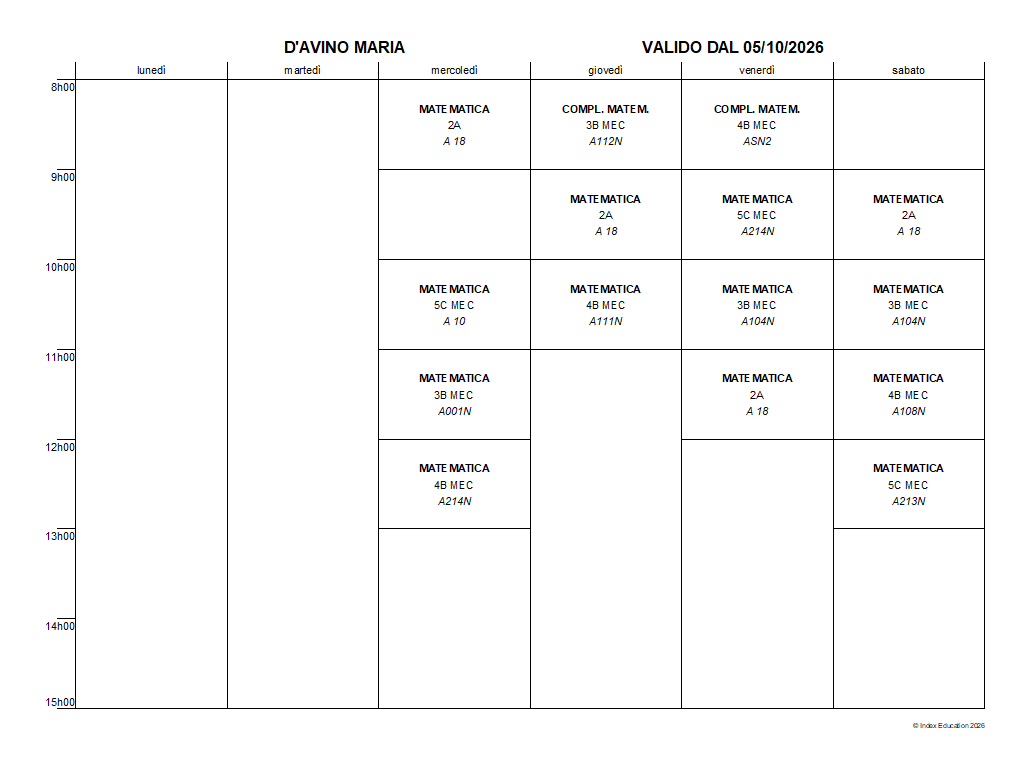 D'AVINO MARIA
VALIDO DAL 05/10/2026
lunedì
martedì
mercoledì
giovedì
venerdì
sabato
8h00
MATEMATICA
2A
A 18
COMPL. MATEM.
3B MEC
A112N
COMPL. MATEM.
4B MEC
ASN2
9h00
MATEMATICA
2A
A 18
MATEMATICA
5C MEC
A214N
MATEMATICA
2A
A 18
10h00
MATEMATICA
5C MEC
A 10
MATEMATICA
4B MEC
A111N
MATEMATICA
3B MEC
A104N
MATEMATICA
3B MEC
A104N
11h00
MATEMATICA
3B MEC
A001N
MATEMATICA
2A
A 18
MATEMATICA
4B MEC
A108N
12h00
MATEMATICA
4B MEC
A214N
MATEMATICA
5C MEC
A213N
13h00
14h00
15h00
© Index Education 2026